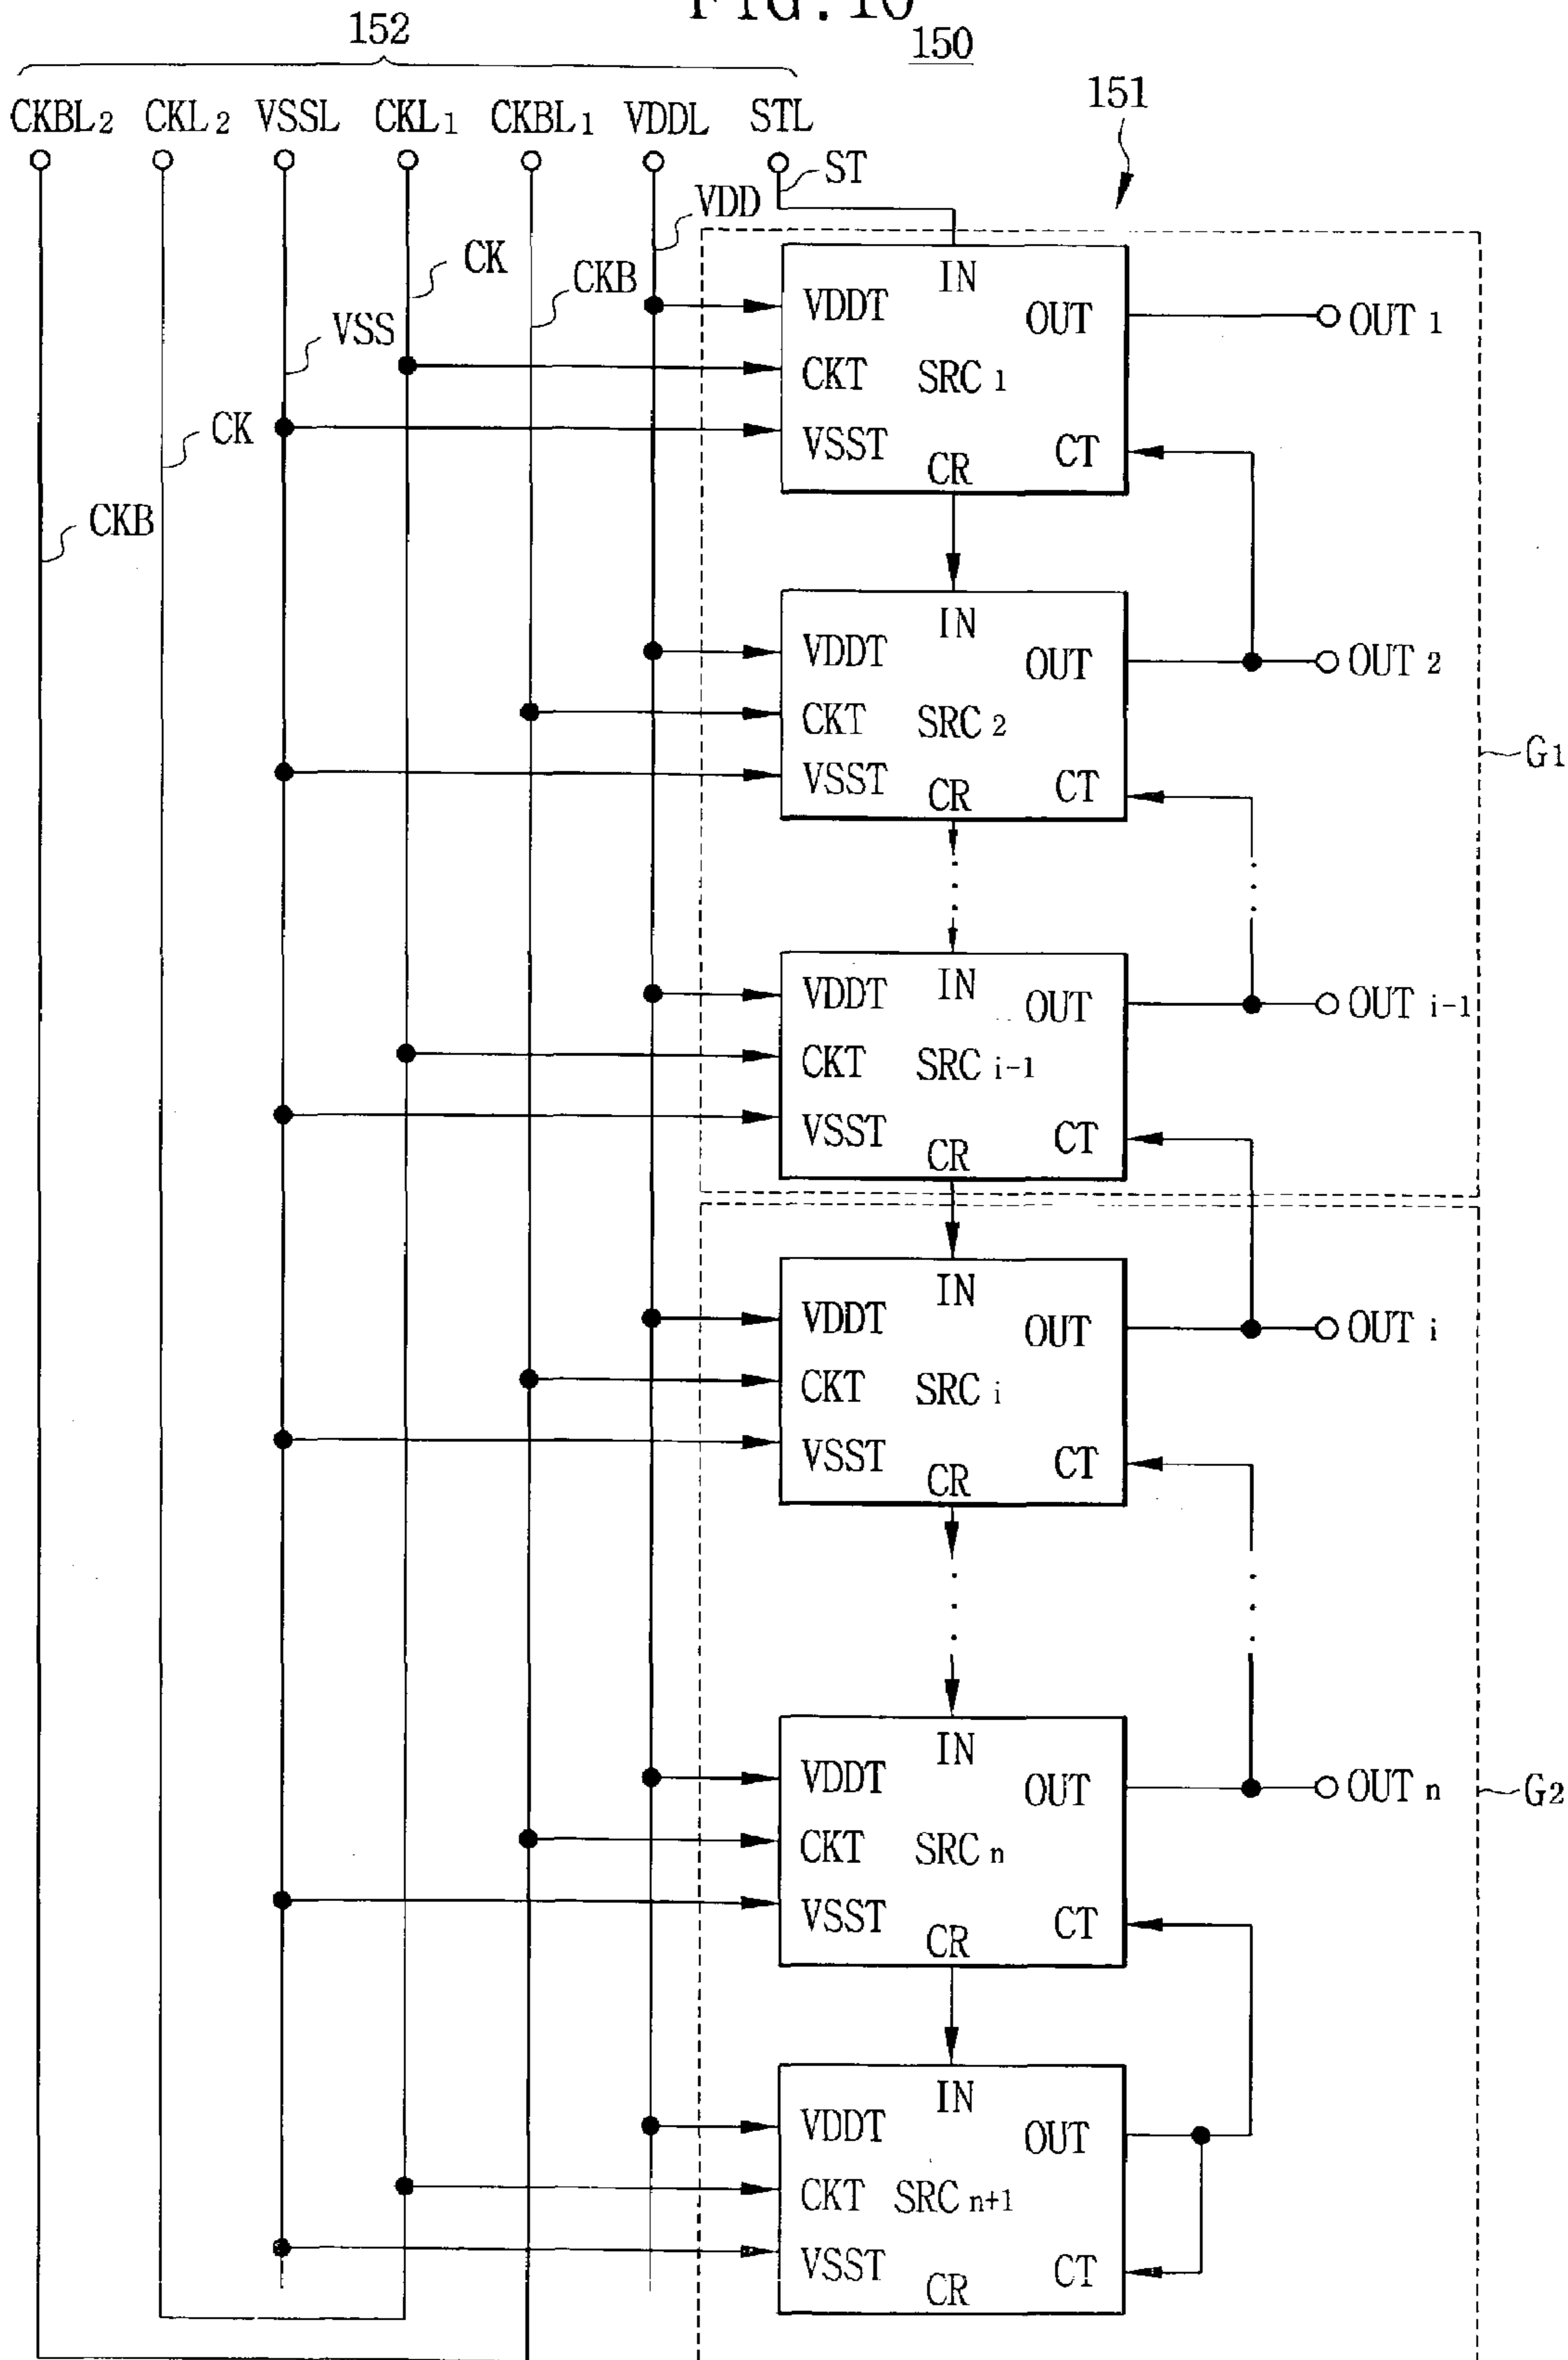 FIG. 10
152
150
151
CKBL2 CKL2 VSSL CKL1 CKBL1 VDDL STL
ST
VDD
CK
CKB
VSS
CK
CKB
IN
VDDT
OUT
OUT 1
CKT
SRC 1
VSST
CT
CR
IN
VDDT
OUT
OUT 2
CKT
SRC 2
G1
VSST
CT
CR
IN
VDDT
OUT
OUT i-1
CKT
SRC i-1
VSST
CT
CR
IN
VDDT
OUT
OUT i
CKT
SRC i
VSST
CT
CR
IN
VDDT
OUT
OUT n
G2
CKT
SRC n
VSST
CT
CR
IN
VDDT
OUT
CKT
SRC n+1
VSST
CT
CR